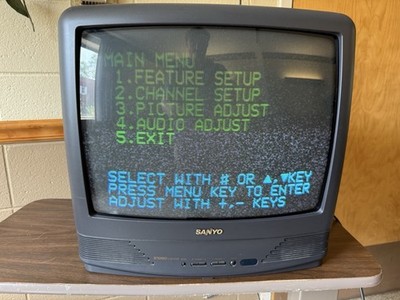 MAIN MENU
1.FEATURE SETUP
2.CHANNEL SETUP
3.PICTURE ADJUST
4.AUDIO ADJUST
5.EXIT
SELECT WITH # OR ▲,▼KEY
PRESS MENU KEY TO ENTER
ADJUST WITH +,- KEYS
SANYO